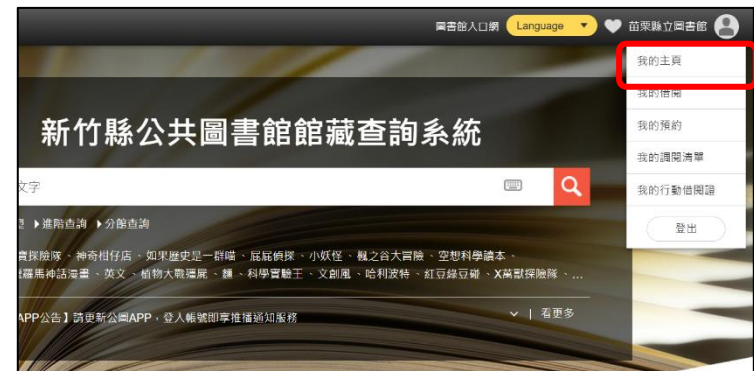 圖書館入口網 Language 苗栗縣立圖書館
我的主頁
我的借閱
我的預約
我的調閱清單
我的行動借閱證
登出
新竹縣公共圖書館館藏查詢系統
文字
進階查詢 分館查詢
寶探險隊、神奇柑仔店、如果歷史是一群喵、屁屁偵探、小妖怪、楓之谷大冒險、空想科學讀本、
羅馬神話漫畫、英文、植物大戰殭屍、貓、科學實驗王、文創風、哈利波特、紅豆綠豆碰、X萬獸探險隊、...
APP公告】請更新公圖APP，登入帳號即享推播通知服務
看更多